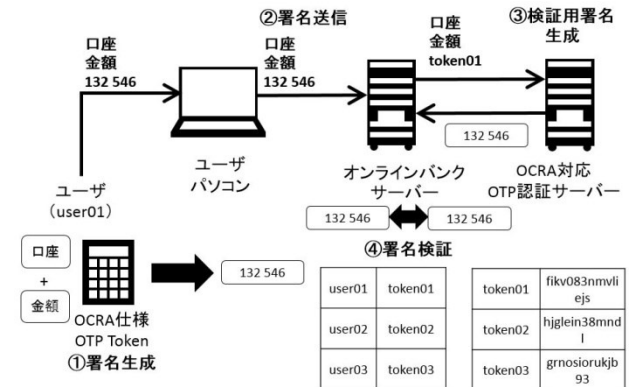 ②署名送信
③検証用署名
生成
口座
金額
132 546
口座
金額
132 546
口座
金額
token01
132 546
ユーザ
(user01)
ユーザ
パソコン
オンラインバンク
サーバー
OCRA対応
OTP認証サーバー
132 546
132 546
④署名検証
口座
+
金額
OCRA仕様
OTP Token
①署名生成
132 546
user01 token01
user02 token02
user03 token03
token01 fikv083nmvli
ejs
token02 hjglein38mnd
l
token03 grnosiorukjb
93